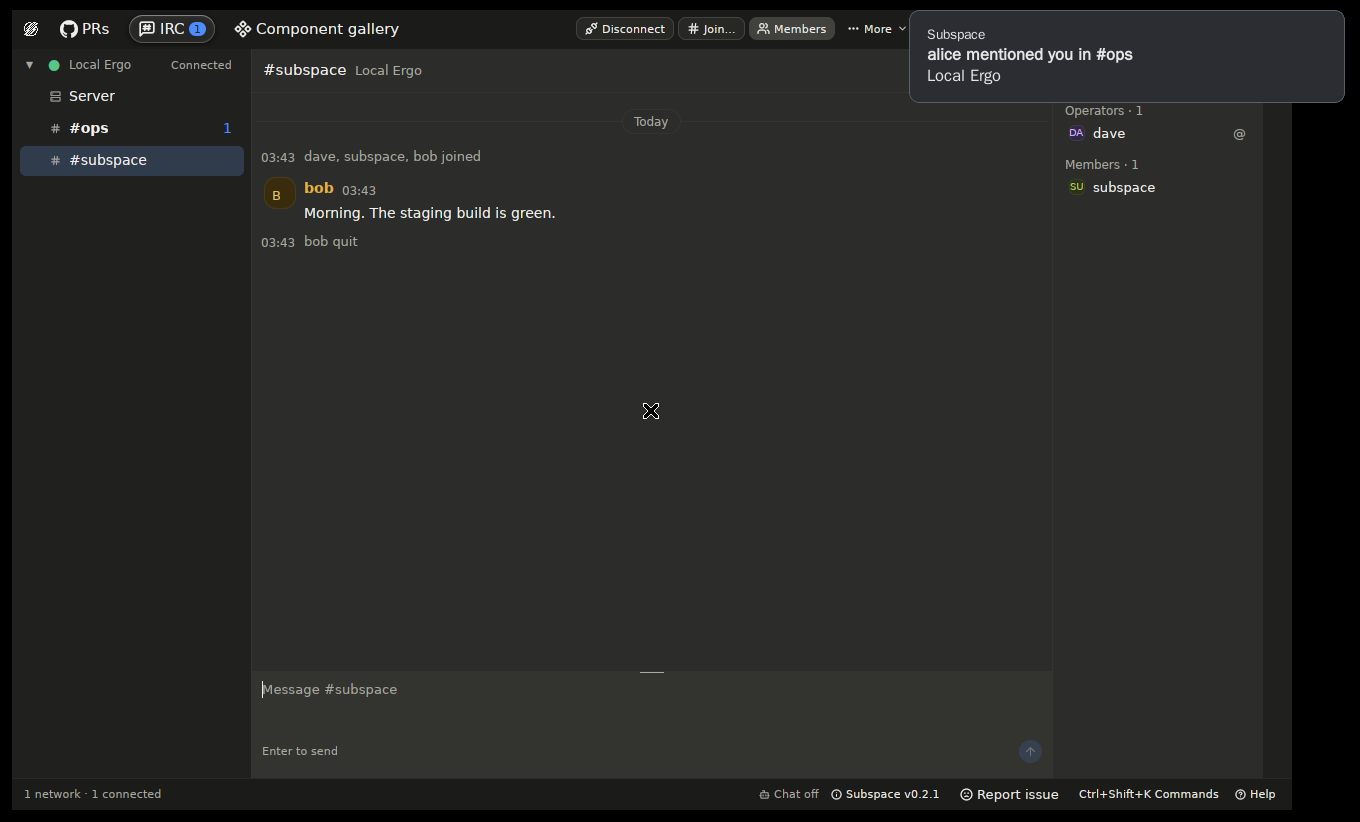 PRs
IRC 1
Component gallery
Disconnect
# Join...
Members
··· More
Subspace
alice mentioned you in #ops
Local Ergo
▼ Local Ergo Connected
Server
# #ops 1
# #subspace
#subspace Local Ergo
Today
03:43 dave, subspace, bob joined
B bob 03:43
Morning. The staging build is green.
03:43 bob quit
Operators · 1
DA dave @
Members · 1
SU subspace
Message #subspace
Enter to send
1 network · 1 connected
Chat off
Subspace v0.2.1
Report issue
Ctrl+Shift+K Commands
Help